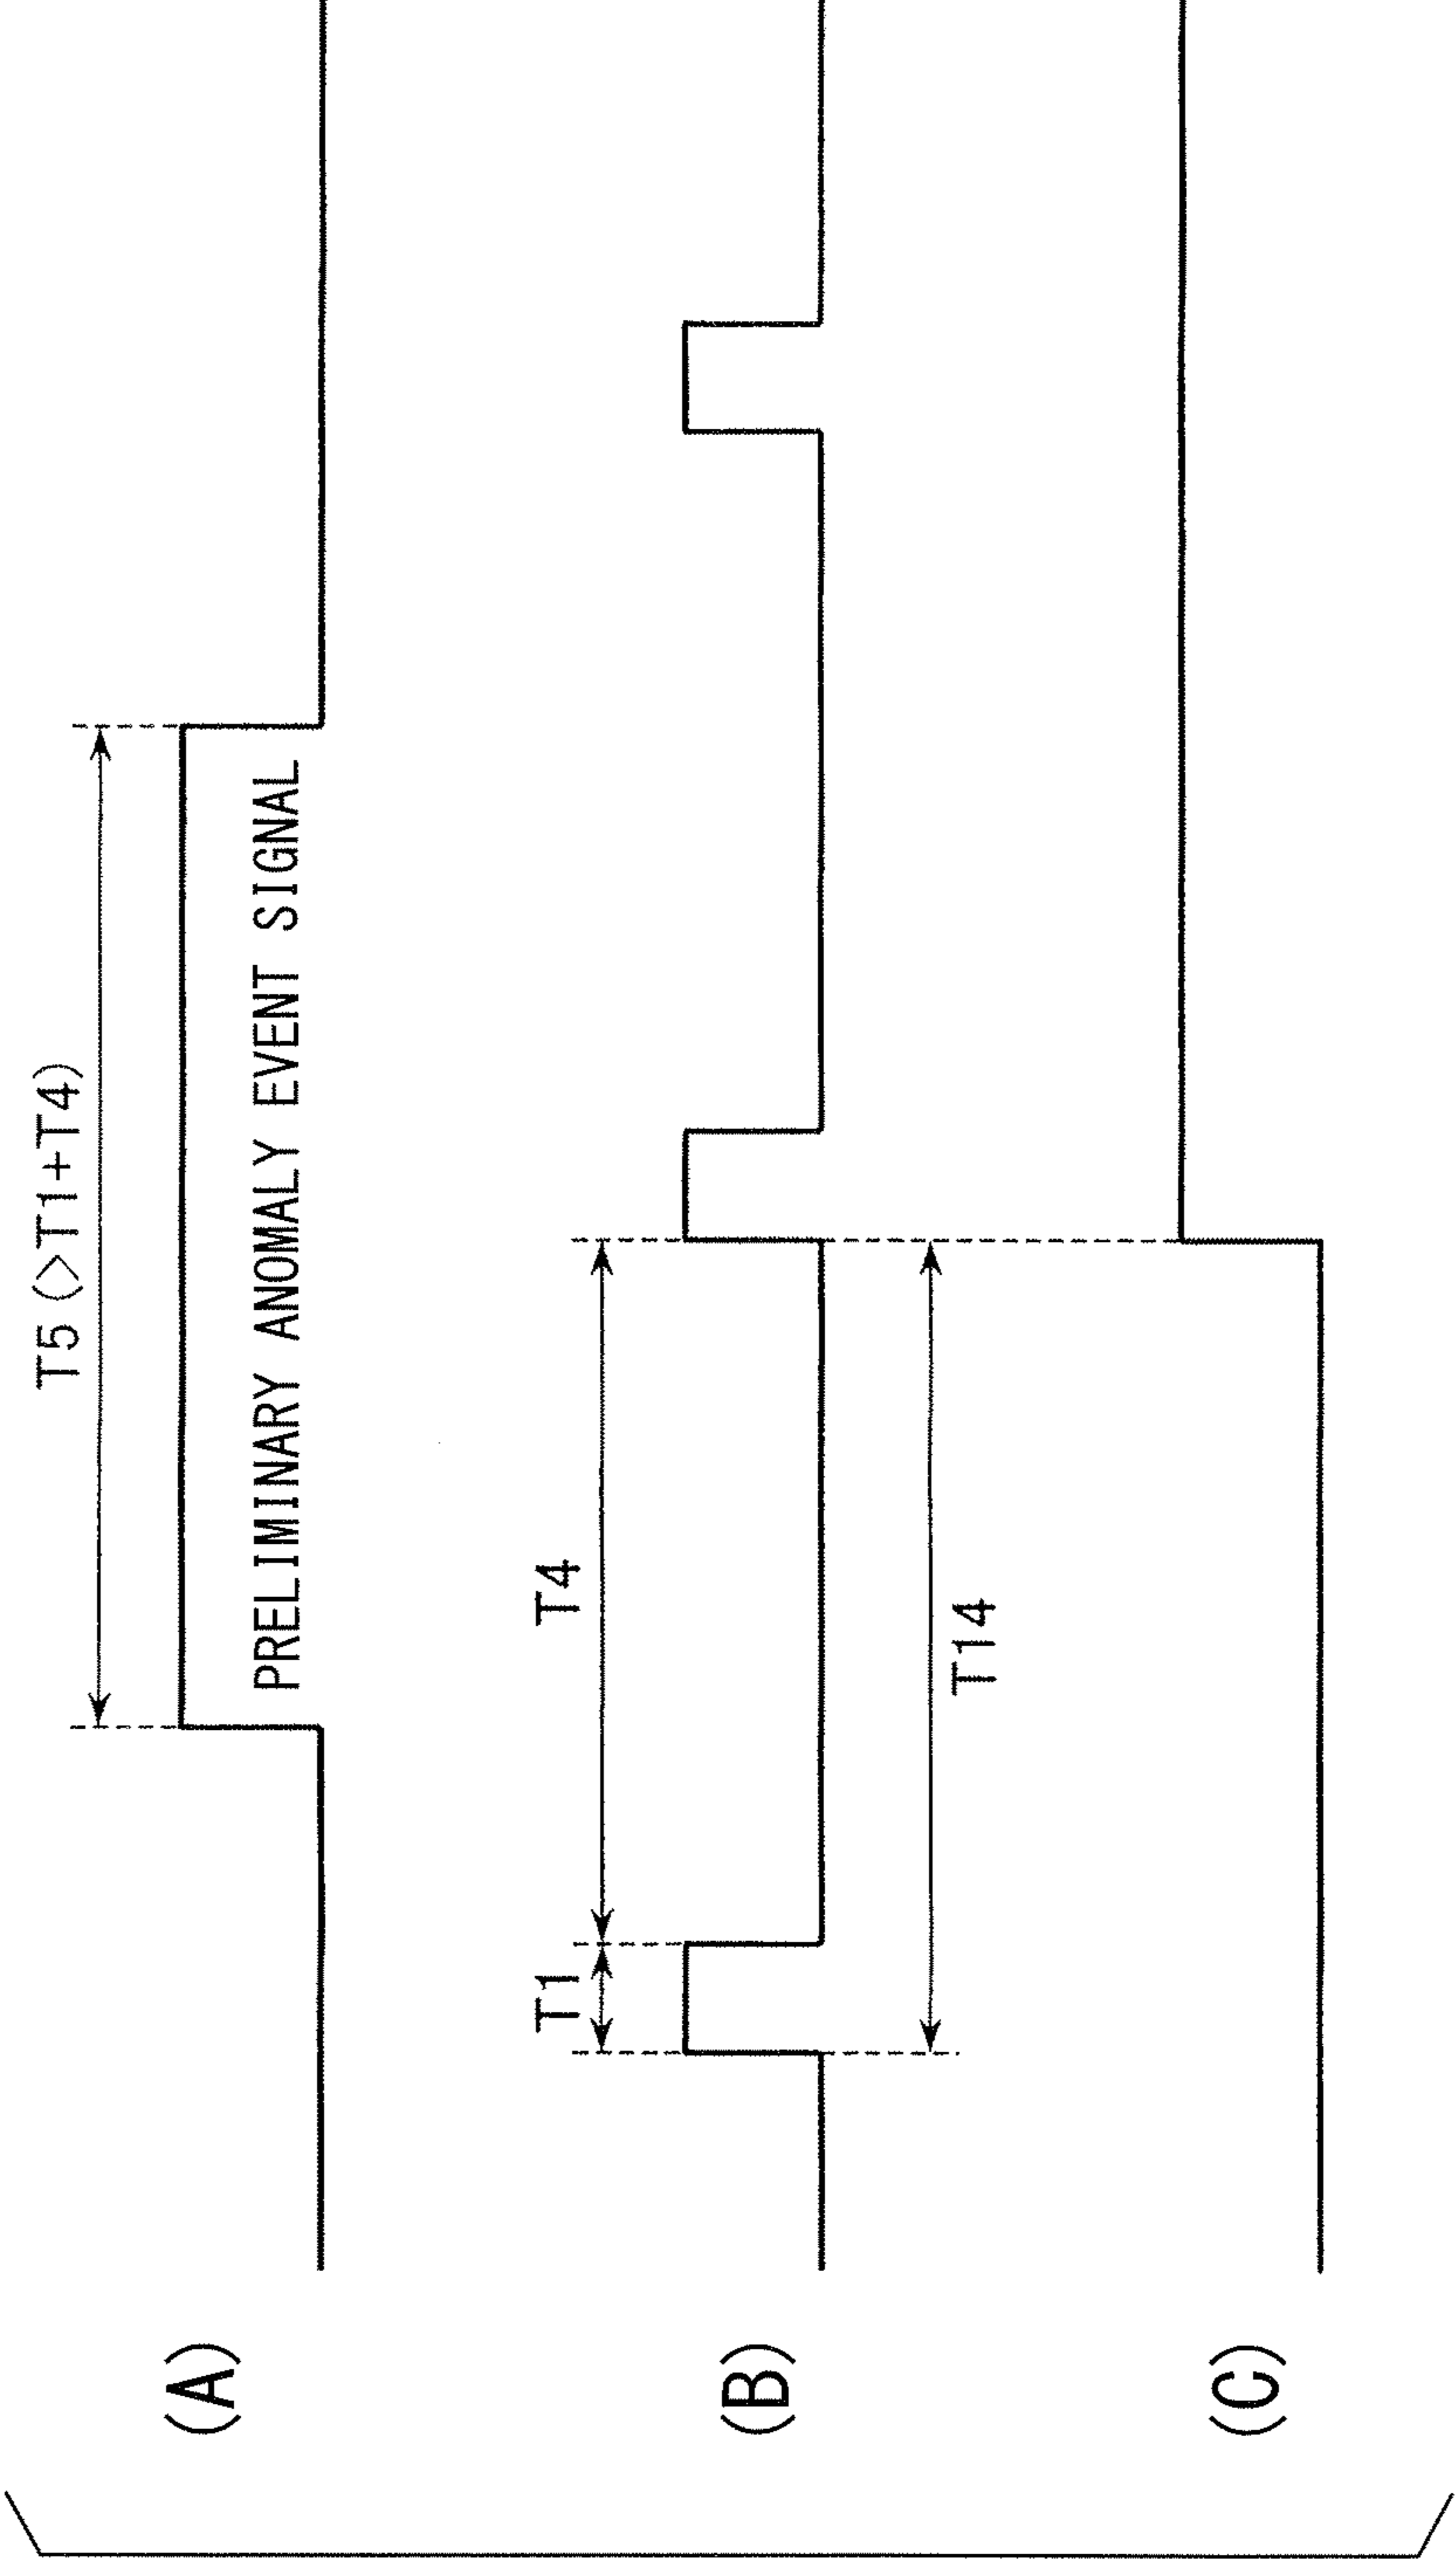 (A)
T5(>T1+T4)
PRELIMINARY ANOMALY EVENT SIGNAL
(B)
T1
T4
T14
(C)